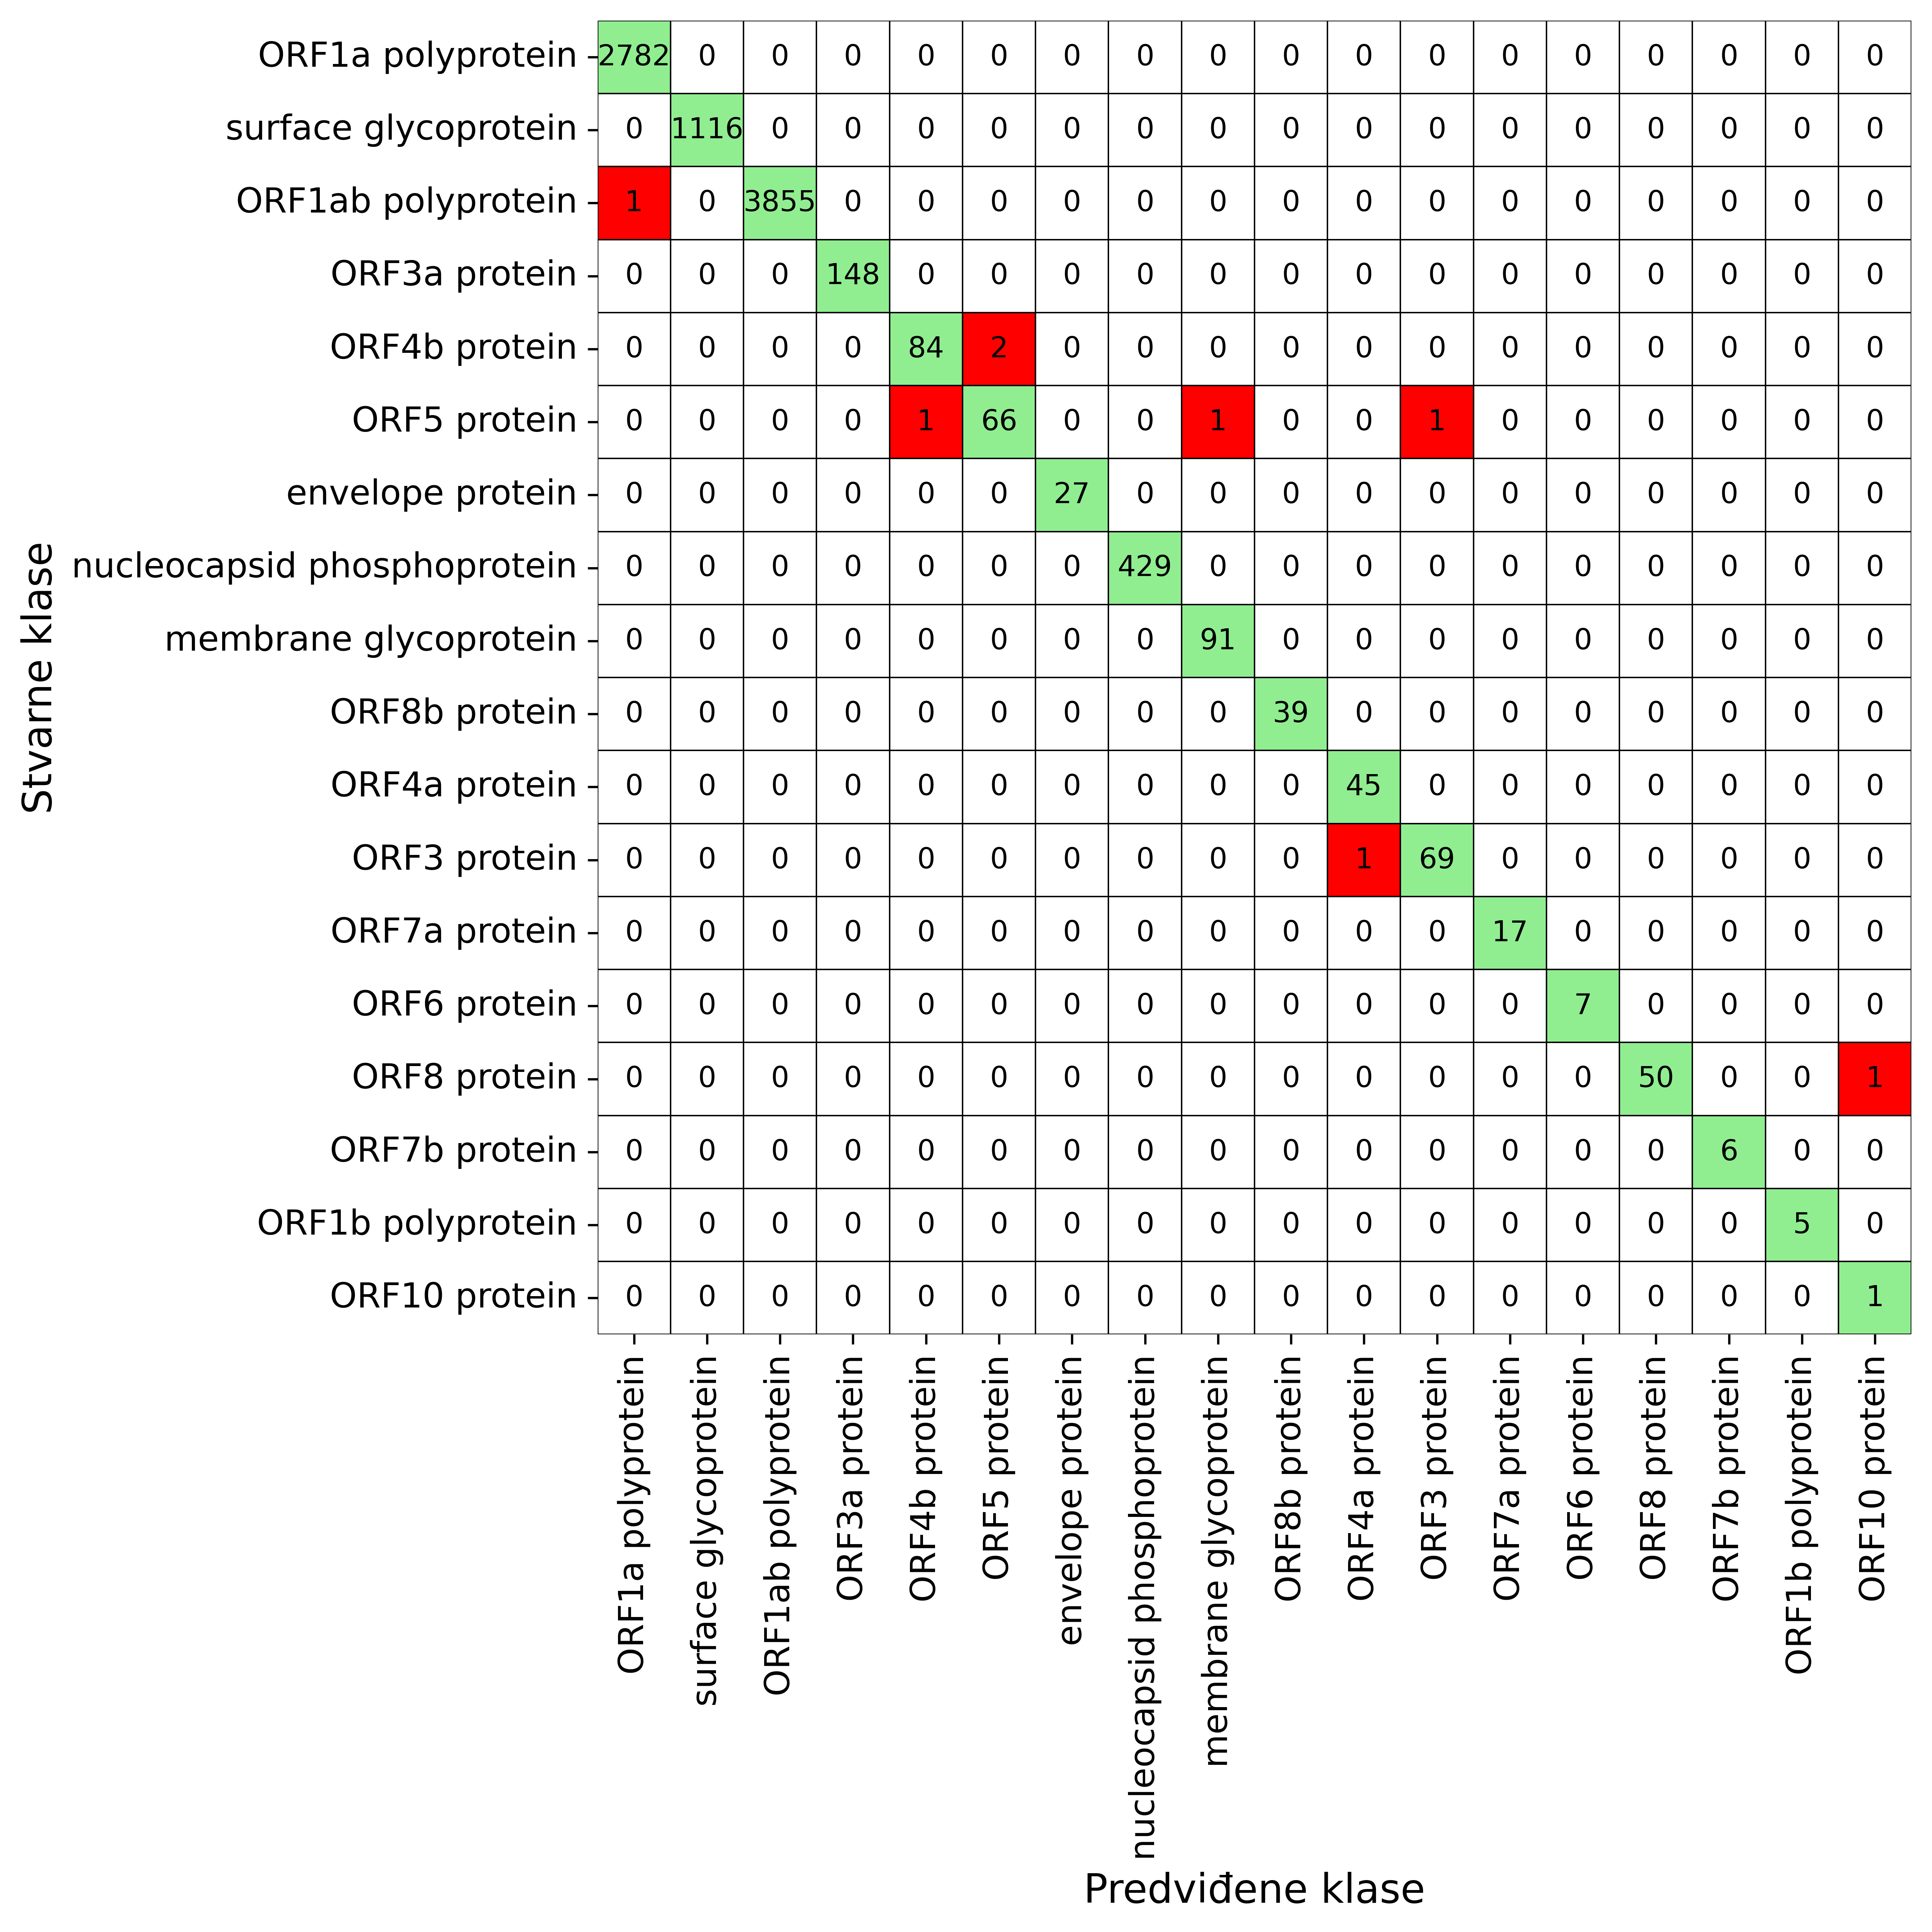 Stvarne klase
ORF1a polyprotein 2782 0 0 0 0 0 0 0 0 0 0 0 0 0 0 0 0 0
surface glycoprotein 0 1116 0 0 0 0 0 0 0 0 0 0 0 0 0 0 0 0
ORF1ab polyprotein 1 0 3855 0 0 0 0 0 0 0 0 0 0 0 0 0 0 0
ORF3a protein 0 0 0 148 0 0 0 0 0 0 0 0 0 0 0 0 0 0
ORF4b protein 0 0 0 0 84 2 0 0 0 0 0 0 0 0 0 0 0 0
ORF5 protein 0 0 0 0 1 66 0 0 1 0 0 1 0 0 0 0 0 0
envelope protein 0 0 0 0 0 0 27 0 0 0 0 0 0 0 0 0 0 0
nucleocapsid phosphoprotein 0 0 0 0 0 0 0 429 0 0 0 0 0 0 0 0 0 0
membrane glycoprotein 0 0 0 0 0 0 0 0 91 0 0 0 0 0 0 0 0 0
ORF8b protein 0 0 0 0 0 0 0 0 0 39 0 0 0 0 0 0 0 0
ORF4a protein 0 0 0 0 0 0 0 0 0 0 45 0 0 0 0 0 0 0
ORF3 protein 0 0 0 0 0 0 0 0 0 0 1 69 0 0 0 0 0 0
ORF7a protein 0 0 0 0 0 0 0 0 0 0 0 0 17 0 0 0 0 0
ORF6 protein 0 0 0 0 0 0 0 0 0 0 0 0 0 7 0 0 0 0
ORF8 protein 0 0 0 0 0 0 0 0 0 0 0 0 0 0 50 0 0 1
ORF7b protein 0 0 0 0 0 0 0 0 0 0 0 0 0 0 0 6 0 0
ORF1b polyprotein 0 0 0 0 0 0 0 0 0 0 0 0 0 0 0 0 5 0
ORF10 protein 0 0 0 0 0 0 0 0 0 0 0 0 0 0 0 0 0 1
ORF1a polyprotein
surface glycoprotein
ORF1ab polyprotein
ORF3a protein
ORF4b protein
ORF5 protein
envelope protein
nucleocapsid phosphoprotein
membrane glycoprotein
ORF8b protein
ORF4a protein
ORF3 protein
ORF7a protein
ORF6 protein
ORF8 protein
ORF7b protein
ORF1b polyprotein
ORF10 protein
Predviđene klase